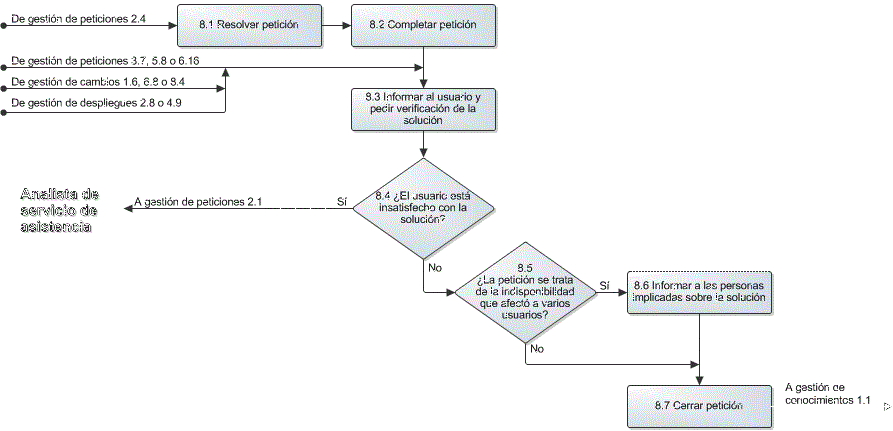 De gestión de peticiones 2.4
8.1 Resolvar petición
8.2 Completar petición
De gestión de peticiones 3.7, 5.8 o 6.16
De gestión de cambios 1.6, 6.8 o 8.4
De gestión de despliegues 2.8 o 4.9
8.3 Informar al usuario y
pedir verificación de la
solución
Analista de
servicio de
asistencia
A gestión de peticiones 2.1
Sí
8.4 ¿El usuario está
insatisfecho con la
solución?
No
8.5
¿La petición se trata
de la indisponibilidad
que afectó a varios
usuarios?
Sí
8.6 Informar a las personas
implicadas sobre la solución
No
8.7 Cerrar petición
A gestión de
conocimientos 1.1